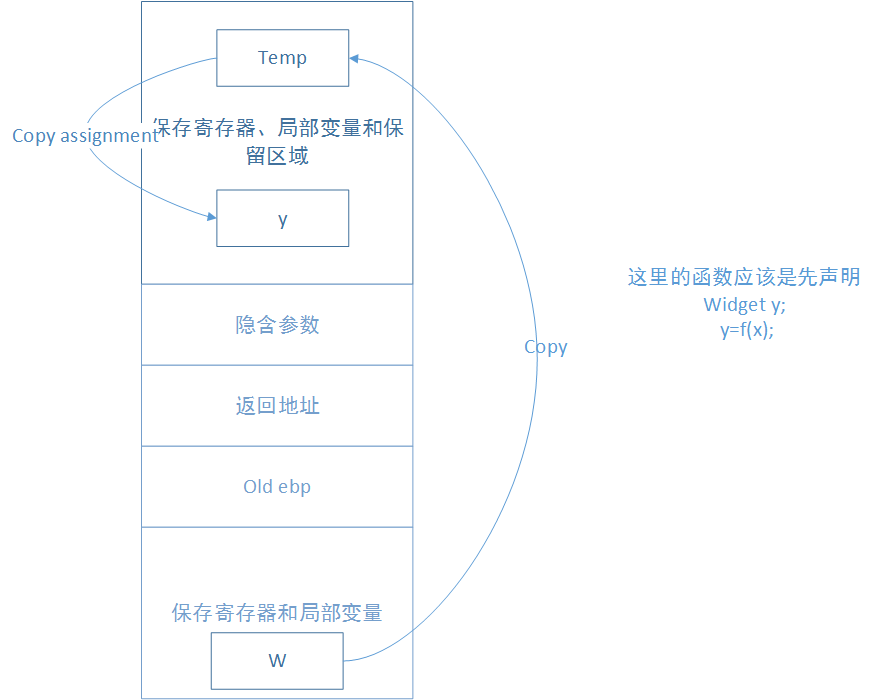 Temp
Copy assignment
保存寄存器、局部变量和保
留区域
y
这里的函数应该是先声明
Widget y;
y=f(x);
隐含参数
Copy
返回地址
Old ebp
保存寄存器和局部变量
W